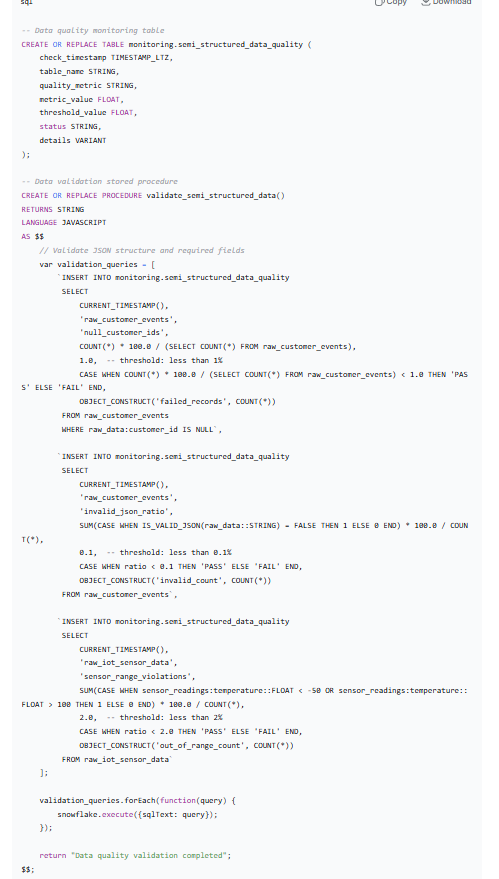 sql
Copy
Download
-- Data quality monitoring table
CREATE OR REPLACE TABLE monitoring.semi_structured_data_quality (
    check_timestamp TIMESTAMP_LTZ,
    table_name STRING,
    quality_metric STRING,
    metric_value FLOAT,
    threshold_value FLOAT,
    status STRING,
    details VARIANT
);

-- Data validation stored procedure
CREATE OR REPLACE PROCEDURE validate_semi_structured_data()
RETURNS STRING
LANGUAGE JAVASCRIPT
AS $$
    // Validate JSON structure and required fields
    var validation_queries = [
        `INSERT INTO monitoring.semi_structured_data_quality
         SELECT
             CURRENT_TIMESTAMP(),
             'raw_customer_events',
             'null_customer_ids',
             COUNT(*) * 100.0 / (SELECT COUNT(*) FROM raw_customer_events),
             1.0,  -- threshold: less than 1%
             CASE WHEN COUNT(*) * 100.0 / (SELECT COUNT(*) FROM raw_customer_events) < 1.0 THEN 'PAS
S' ELSE 'FAIL' END,
             OBJECT_CONSTRUCT('failed_records', COUNT(*))
         FROM raw_customer_events
         WHERE raw_data:customer_id IS NULL`,

        `INSERT INTO monitoring.semi_structured_data_quality
         SELECT
             CURRENT_TIMESTAMP(),
             'raw_customer_events',
             'invalid_json_ratio',
             SUM(CASE WHEN IS_VALID_JSON(raw_data::STRING) = FALSE THEN 1 ELSE 0 END) * 100.0 / COUN
T(*),
             0.1,  -- threshold: less than 0.1%
             CASE WHEN ratio < 0.1 THEN 'PASS' ELSE 'FAIL' END,
             OBJECT_CONSTRUCT('invalid_count', COUNT(*))
         FROM raw_customer_events`,

        `INSERT INTO monitoring.semi_structured_data_quality
         SELECT
             CURRENT_TIMESTAMP(),
             'raw_iot_sensor_data',
             'sensor_range_violations',
             SUM(CASE WHEN sensor_readings:temperature::FLOAT < -50 OR sensor_readings:temperature::
FLOAT > 100 THEN 1 ELSE 0 END) * 100.0 / COUNT(*),
             2.0,  -- threshold: less than 2%
             CASE WHEN ratio < 2.0 THEN 'PASS' ELSE 'FAIL' END,
             OBJECT_CONSTRUCT('out_of_range_count', COUNT(*))
         FROM raw_iot_sensor_data`
    ];

    validation_queries.forEach(function(query) {
        snowflake.execute({sqlText: query});
    });

    return "Data quality validation completed";
$$;